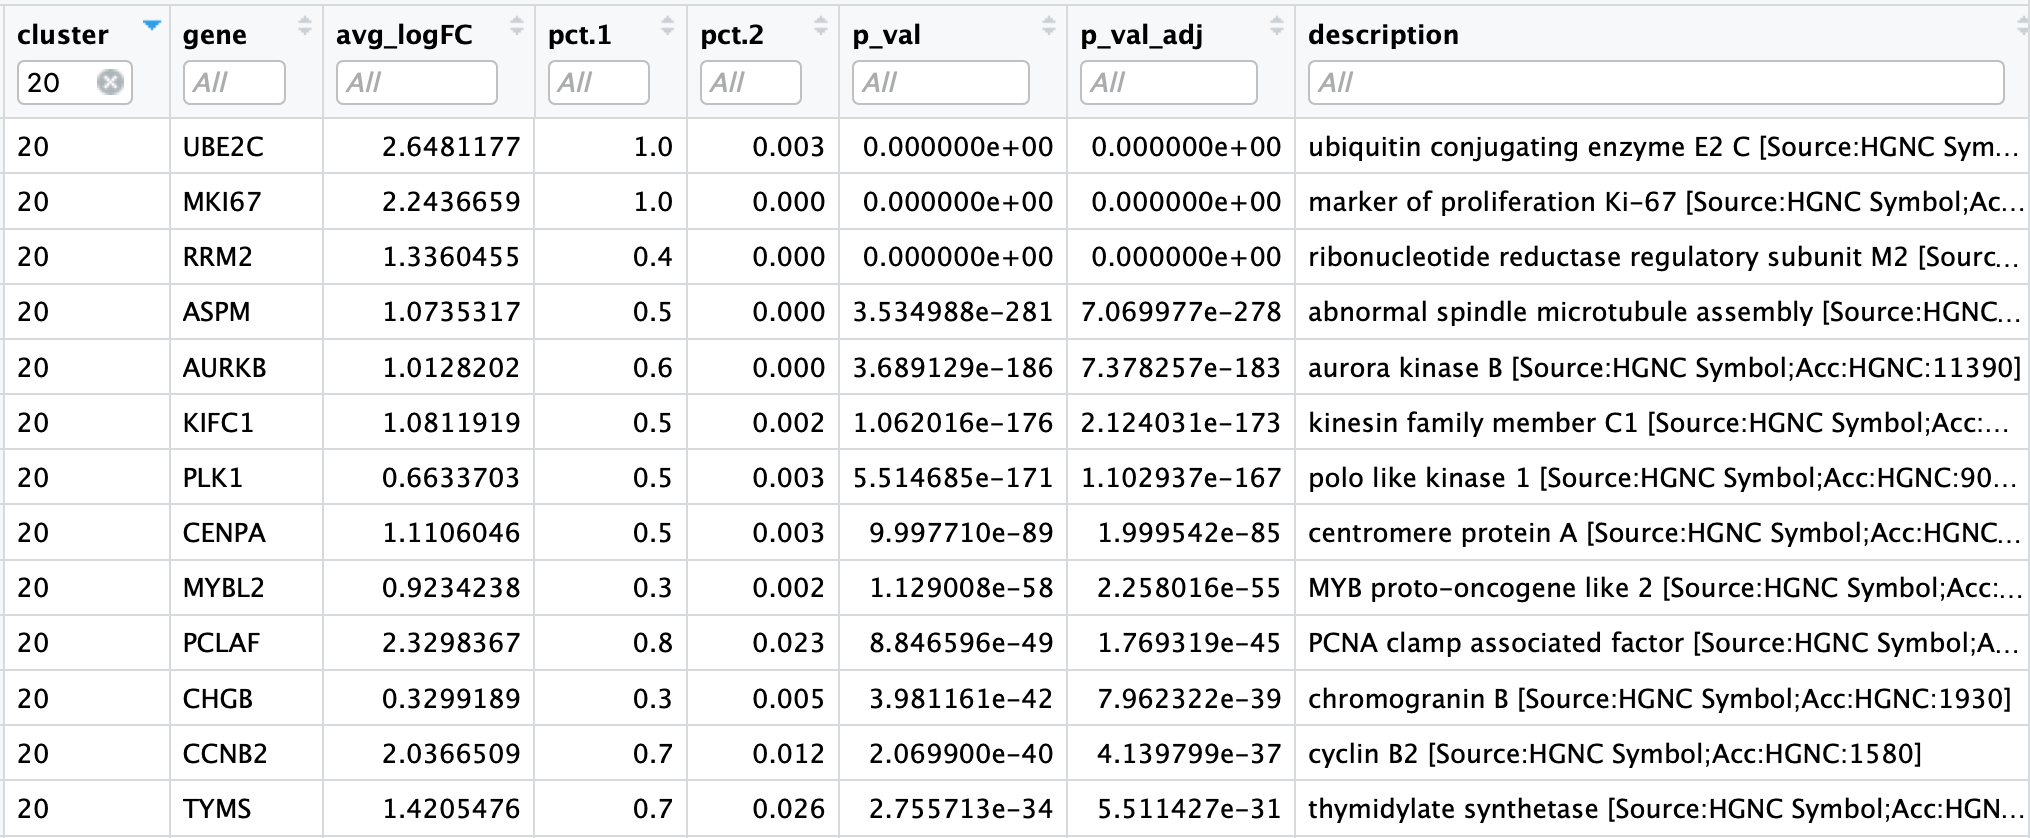 cluster gene avg_logFC pct.1 pct.2 p_val p_val_adj description
20 All All All All All All All
20 UBE2C 2.6481177 1.0 0.003 0.000000e+00 0.000000e+00 ubiquitin conjugating enzyme E2 C [Source:HGNC Sym...
20 MKI67 2.2436659 1.0 0.000 0.000000e+00 0.000000e+00 marker of proliferation Ki-67 [Source:HGNC Symbol;Ac...
20 RRM2 1.3360455 0.4 0.000 0.000000e+00 0.000000e+00 ribonucleotide reductase regulatory subunit M2 [Sourc...
20 ASPM 1.0735317 0.5 0.000 3.534988e-281 7.069977e-278 abnormal spindle microtubule assembly [Source:HGNC...
20 AURKB 1.0128202 0.6 0.000 3.689129e-186 7.378257e-183 aurora kinase B [Source:HGNC Symbol;Acc:HGNC:11390]
20 KIFC1 1.0811919 0.5 0.002 1.062016e-176 2.124031e-173 kinesin family member C1 [Source:HGNC Symbol;Acc:...
20 PLK1 0.6633703 0.5 0.003 5.514685e-171 1.102937e-167 polo like kinase 1 [Source:HGNC Symbol;Acc:HGNC:90...
20 CENPA 1.1106046 0.5 0.003 9.997710e-89 1.999542e-85 centromere protein A [Source:HGNC Symbol;Acc:HGNC...
20 MYBL2 0.9234238 0.3 0.002 1.129008e-58 2.258016e-55 MYB proto-oncogene like 2 [Source:HGNC Symbol;Acc:...
20 PCLAF 2.3298367 0.8 0.023 8.846596e-49 1.769319e-45 PCNA clamp associated factor [Source:HGNC Symbol;A...
20 CHGB 0.3299189 0.3 0.005 3.981161e-42 7.962322e-39 chromogranin B [Source:HGNC Symbol;Acc:HGNC:1930]
20 CCNB2 2.0366509 0.7 0.012 2.069900e-40 4.139799e-37 cyclin B2 [Source:HGNC Symbol;Acc:HGNC:1580]
20 TYMS 1.4205476 0.7 0.026 2.755713e-34 5.511427e-31 thymidylate synthetase [Source:HGNC Symbol;Acc:HGN...